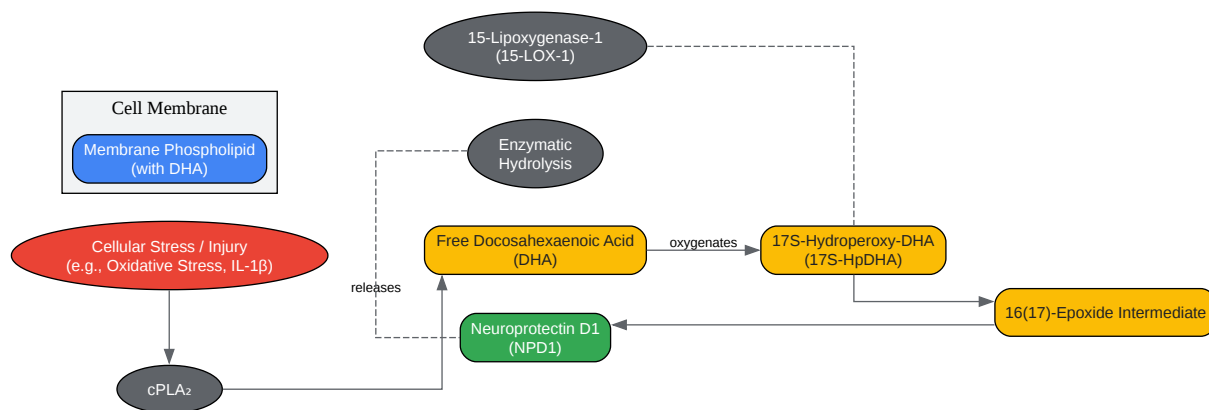 15-Lipoxygenase-1
(15-LOX-1)
Cell Membrane
Membrane Phospholipid
(with DHA)
Enzymatic
Hydrolysis
Cellular Stress / Injury
(e.g., Oxidative Stress, IL-1β)
Free Docosahexaenoic Acid
(DHA)
oxygenates
17S-Hydroperoxy-DHA
(17S-HpDHA)
releases
16(17)-Epoxide Intermediate
Neuroprotectin D1
(NPD1)
cPLA₂